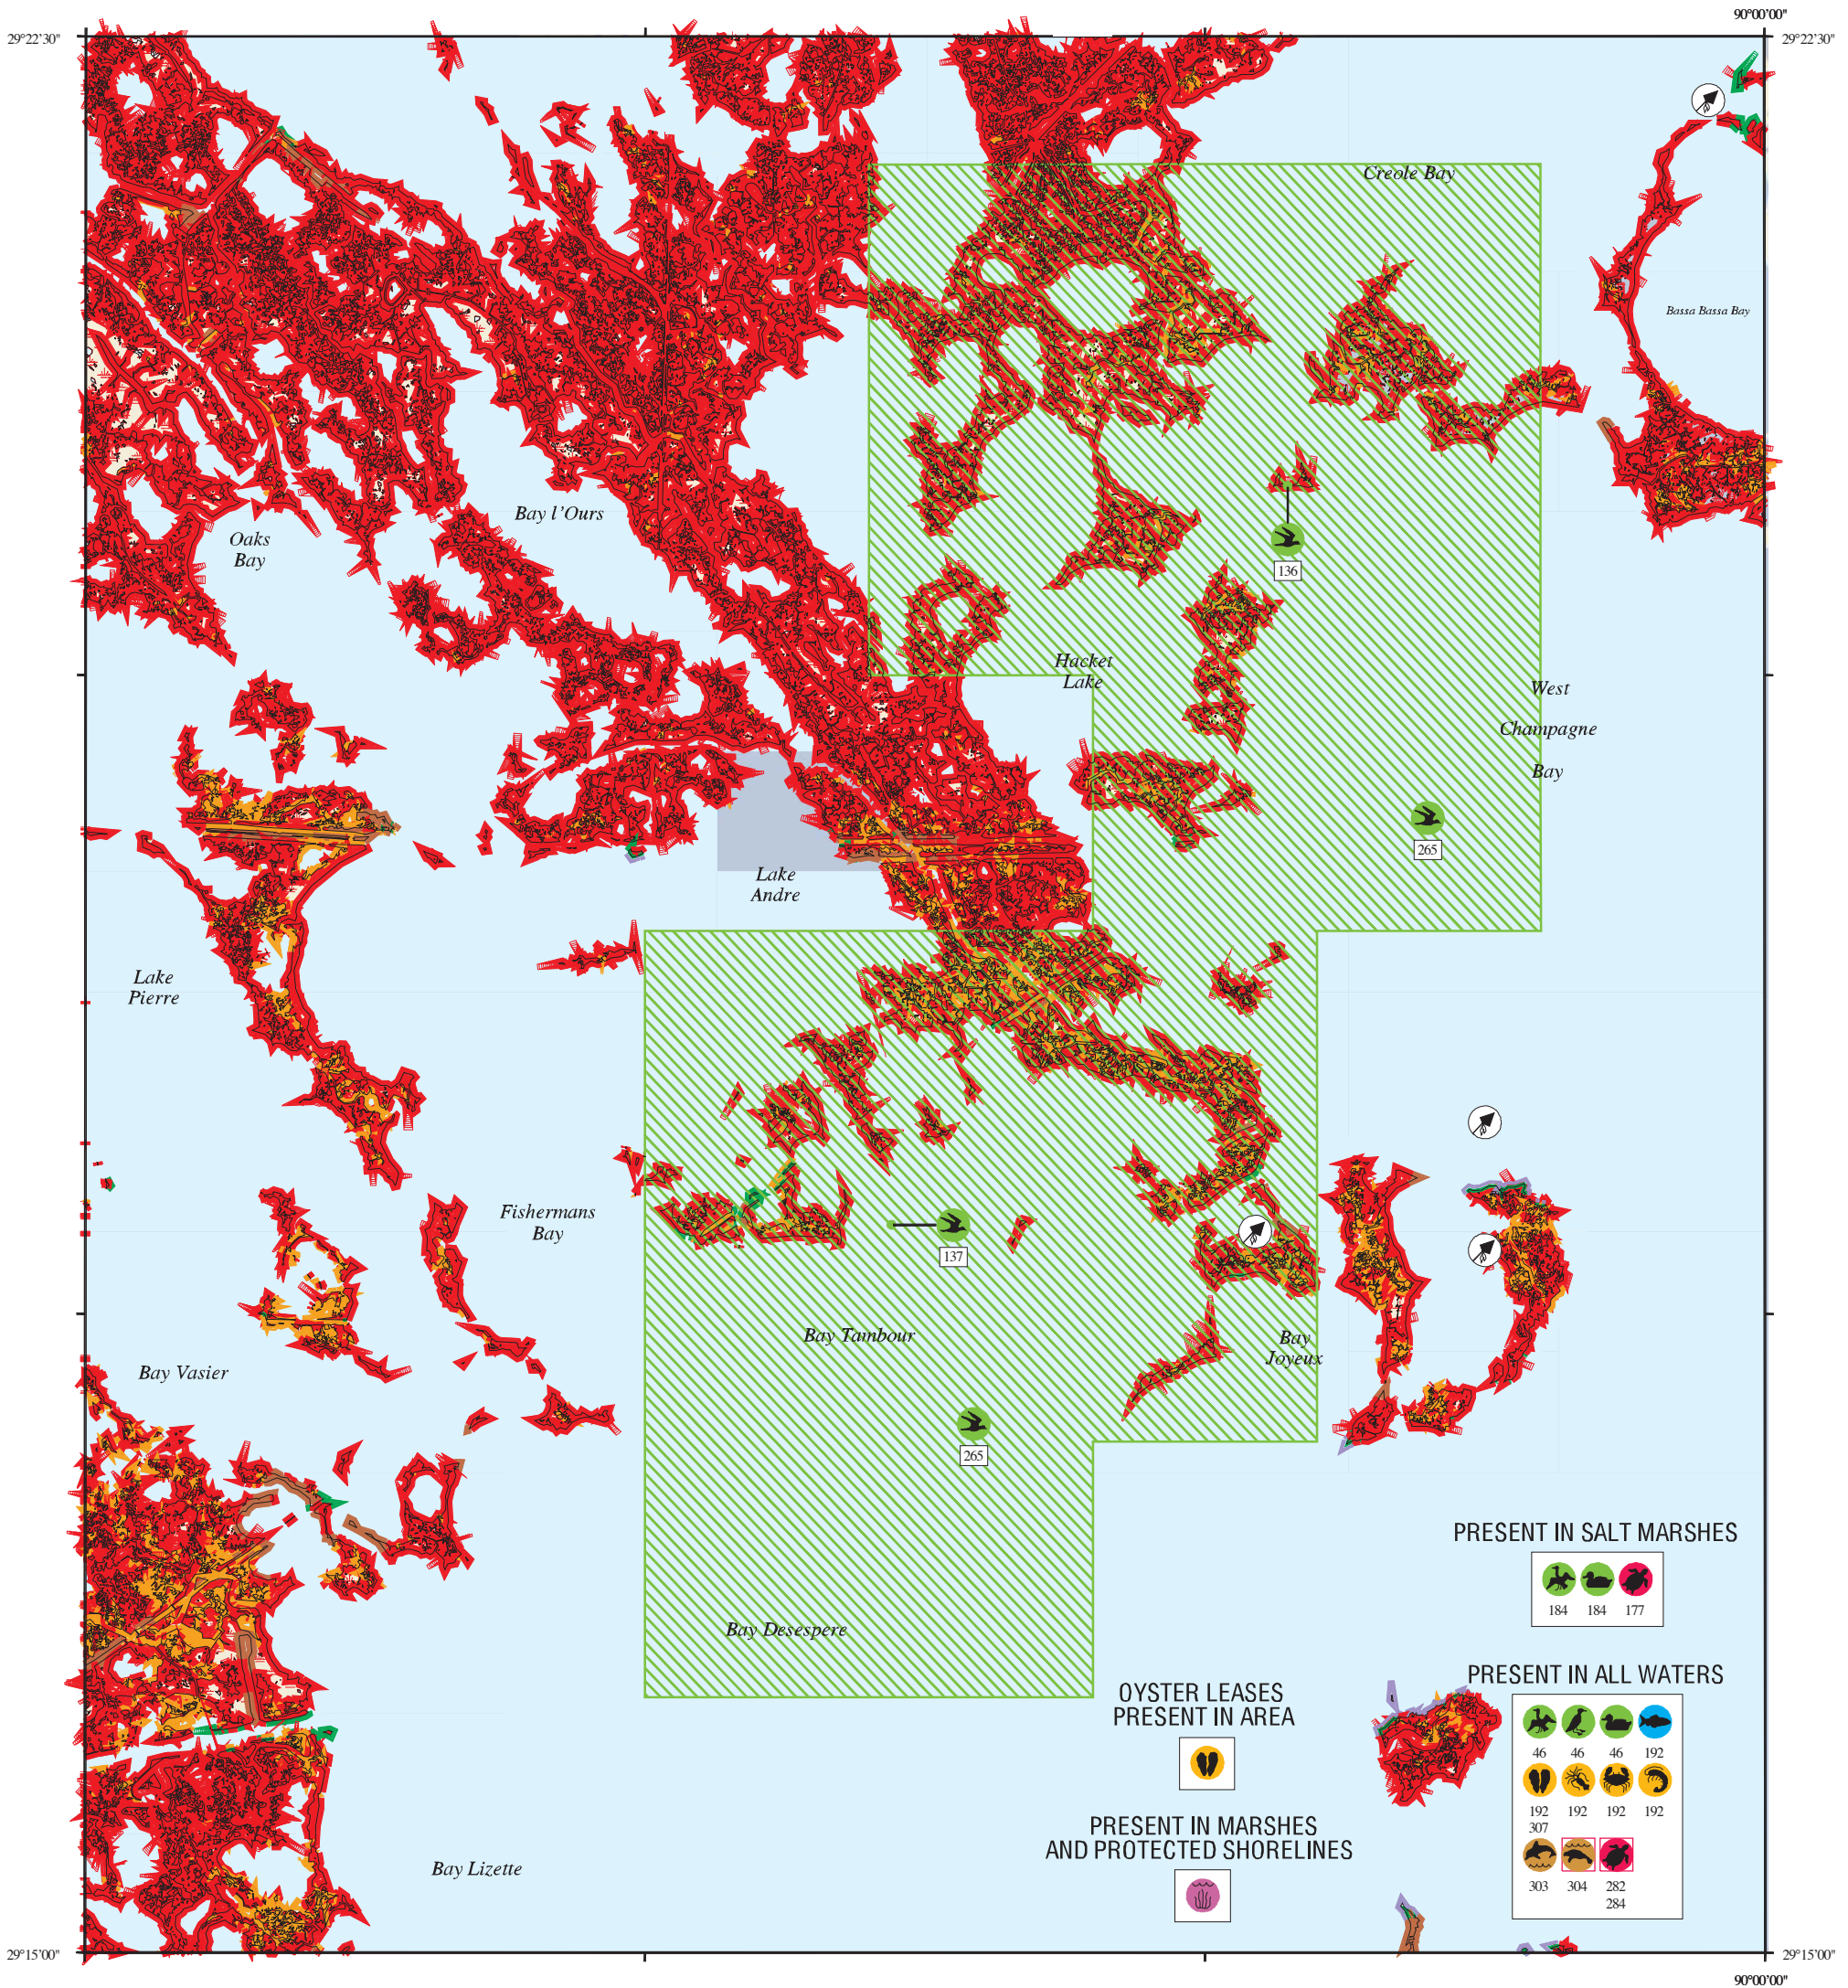 90°00'00"
29°22'30"
29°22'30"
Creole Bay
Bassa Bassa Bay
Bay l'Ours
Oaks
Bay
136
Hacket
Lake
West
Champagne
Bay
265
Lake
Andre
Lake
Pierre
Fishermans
Bay
137
Bay Tambour
Bay
Joyeux
Bay Vasier
265
PRESENT IN SALT MARSHES
184 184 177
Bay Desespere
PRESENT IN ALL WATERS
OYSTER LEASES
PRESENT IN AREA
46 46 46 192
192 192 192 192
307
PRESENT IN MARSHES
AND PROTECTED SHORELINES
Bay Lizette
303 304 282
284
29°15'00"
29°15'00"
90°00'00"